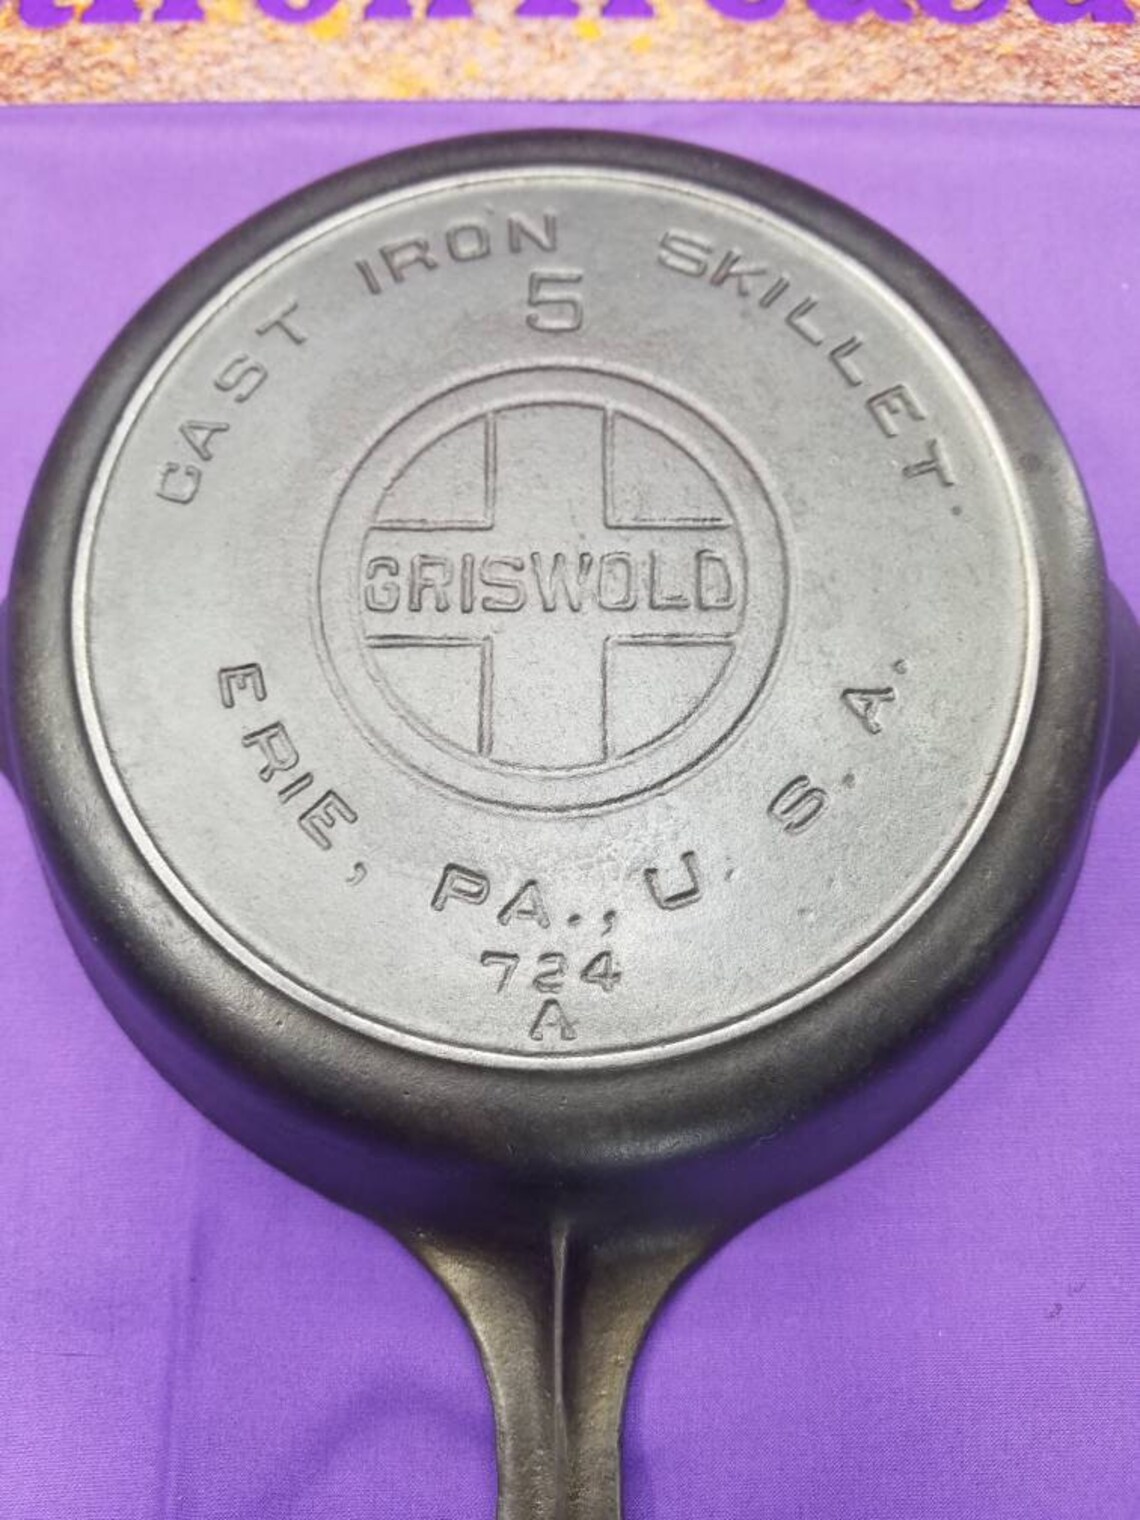 CAST IRON SKILLET.
5
GRISWOLD
ERIE, PA., U.S.A.
724
A